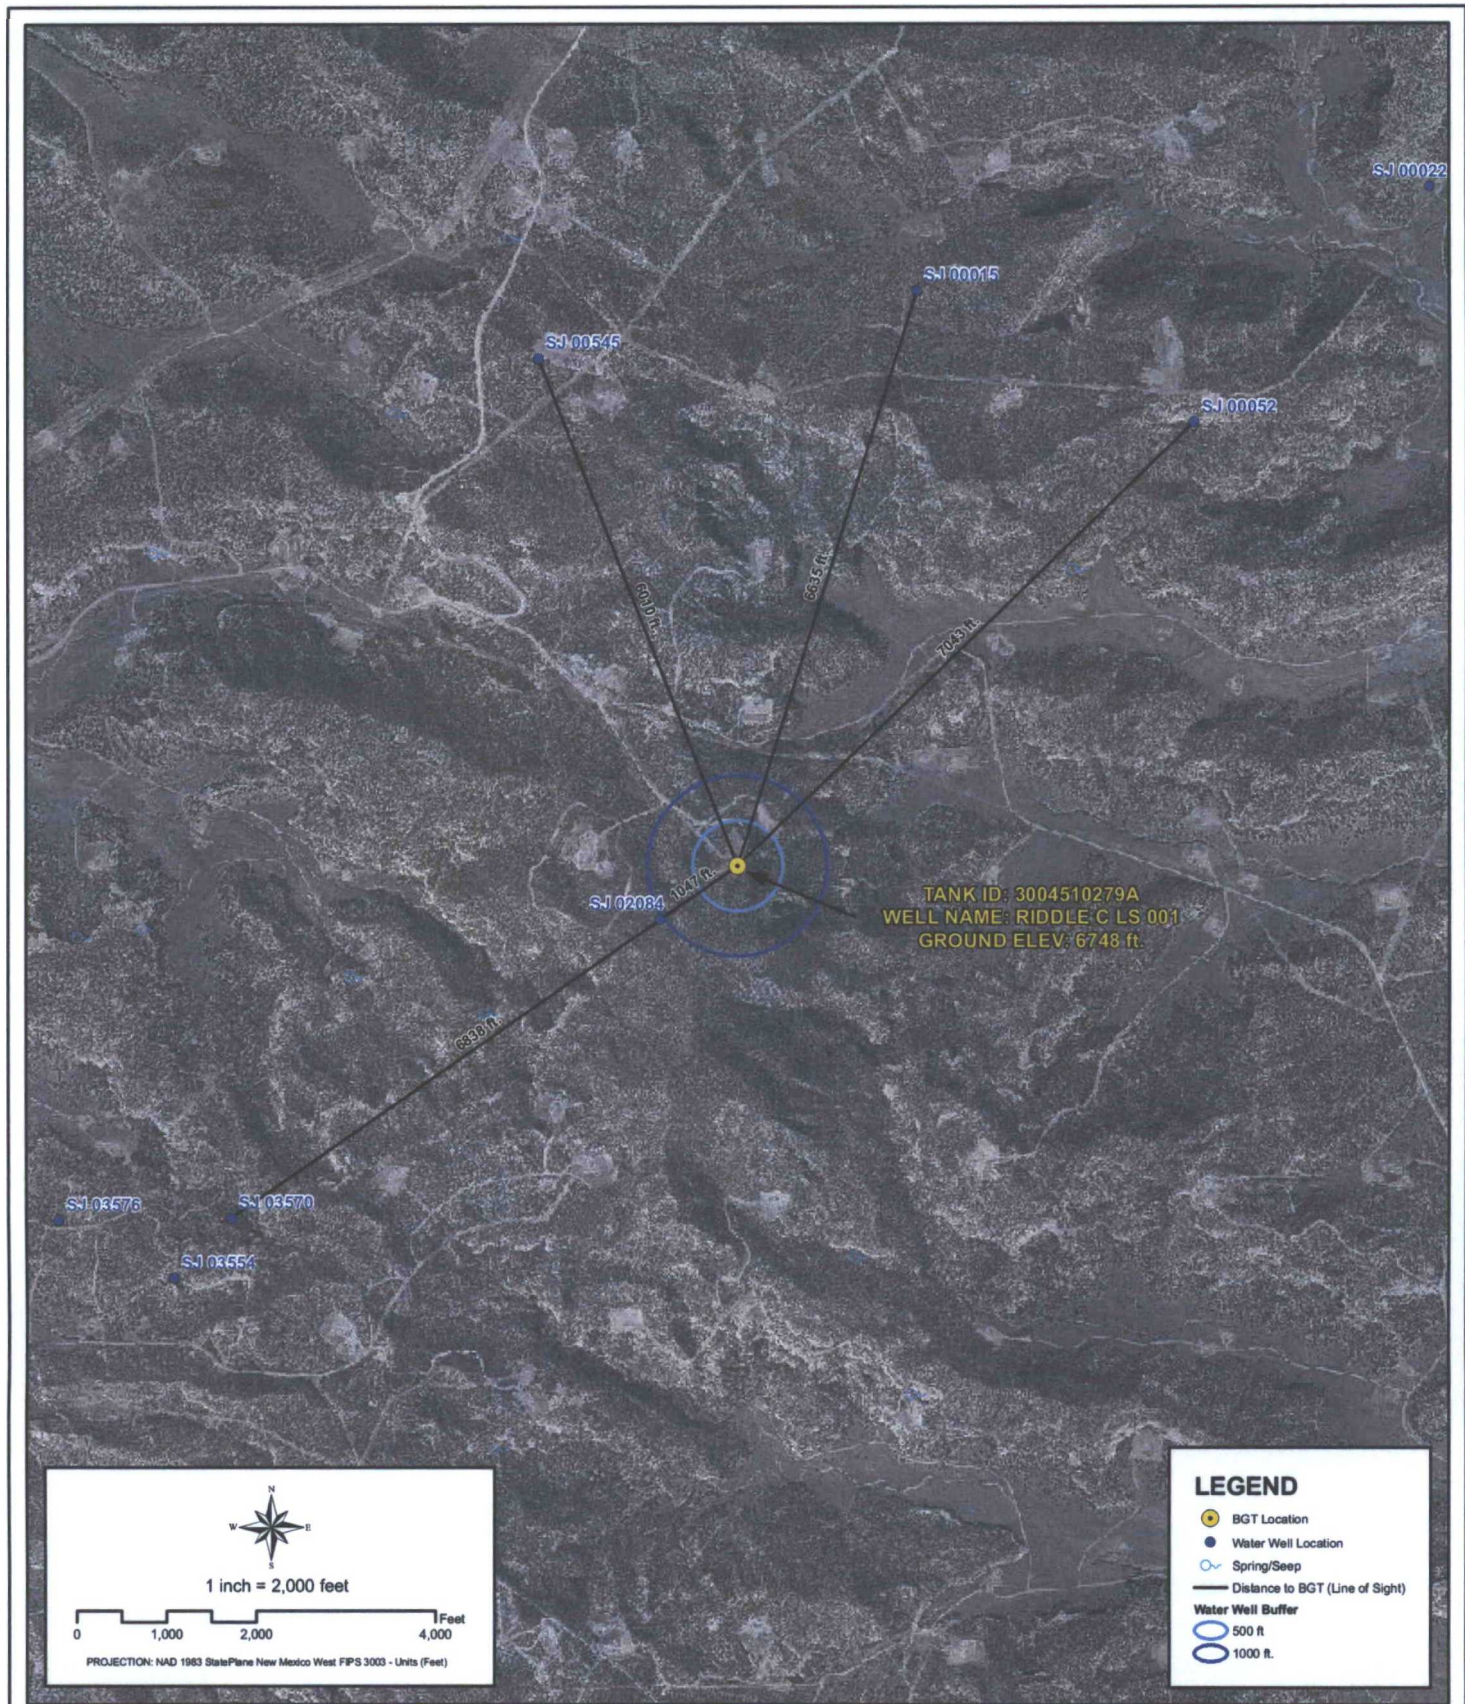 SJ 00022
SJ 00015
SJ 00545
SJ 00052
6010 ft.
6635 ft.
7043 ft.
1047 ft.
SJ 02084
TANK ID: 3004510279A
WELL NAME: RIDDLE C LS 001
GROUND ELEV: 6748 ft.
6838 ft.
SJ 03576
SJ 03570
SJ 03554
N
W E
S
1 inch = 2,000 feet
Feet
0 1,000 2,000 4,000
PROJECTION: NAD 1983 StatePlane New Mexico West FIPS 3003 - Units (Feet)
LEGEND
BGT Location
Water Well Location
Spring/Seep
Distance to BGT (Line of Sight)
Water Well Buffer
500 ft
1000 ft.